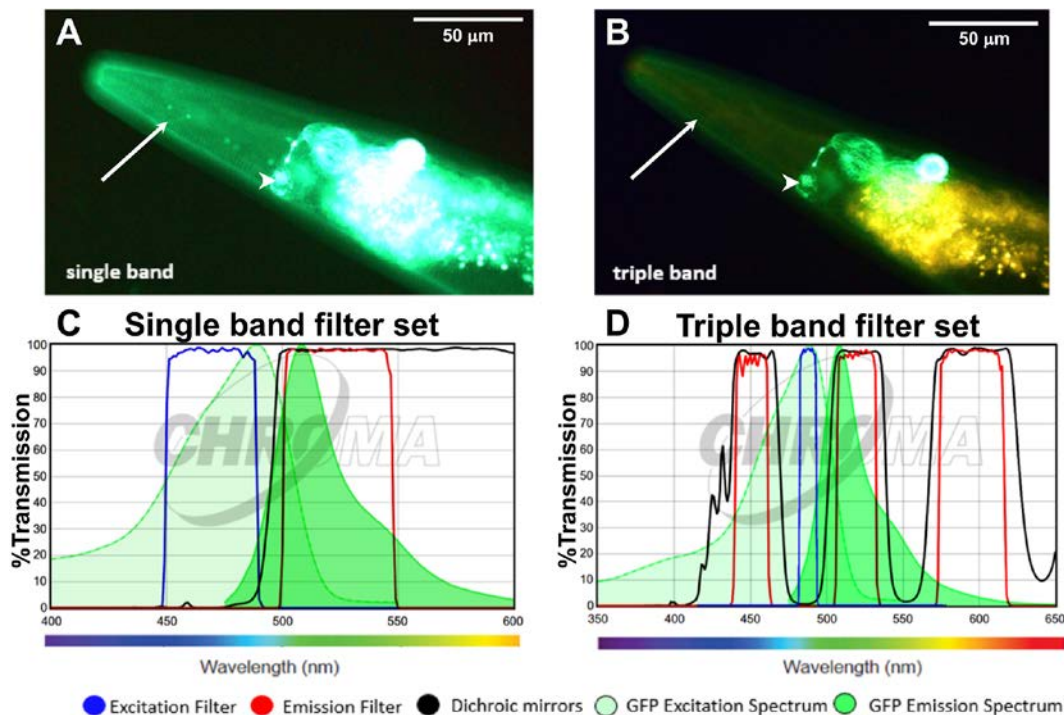 A
50 µm
single band
B
50 µm
triple band
C Single band filter set
%Transmission
100
90
80
70
60
50
40
30
20
10
0
CHROMA
400 450 500 550 600
Wavelength (nm)
D Triple band filter set
%Transmission
100
90
80
70
60
50
40
30
20
10
0
CHROMA
350 400 450 500 550 600 650
Wavelength (nm)
Excitation Filter Emission Filter Dichroic mirrors GFP Excitation Spectrum GFP Emission Spectrum